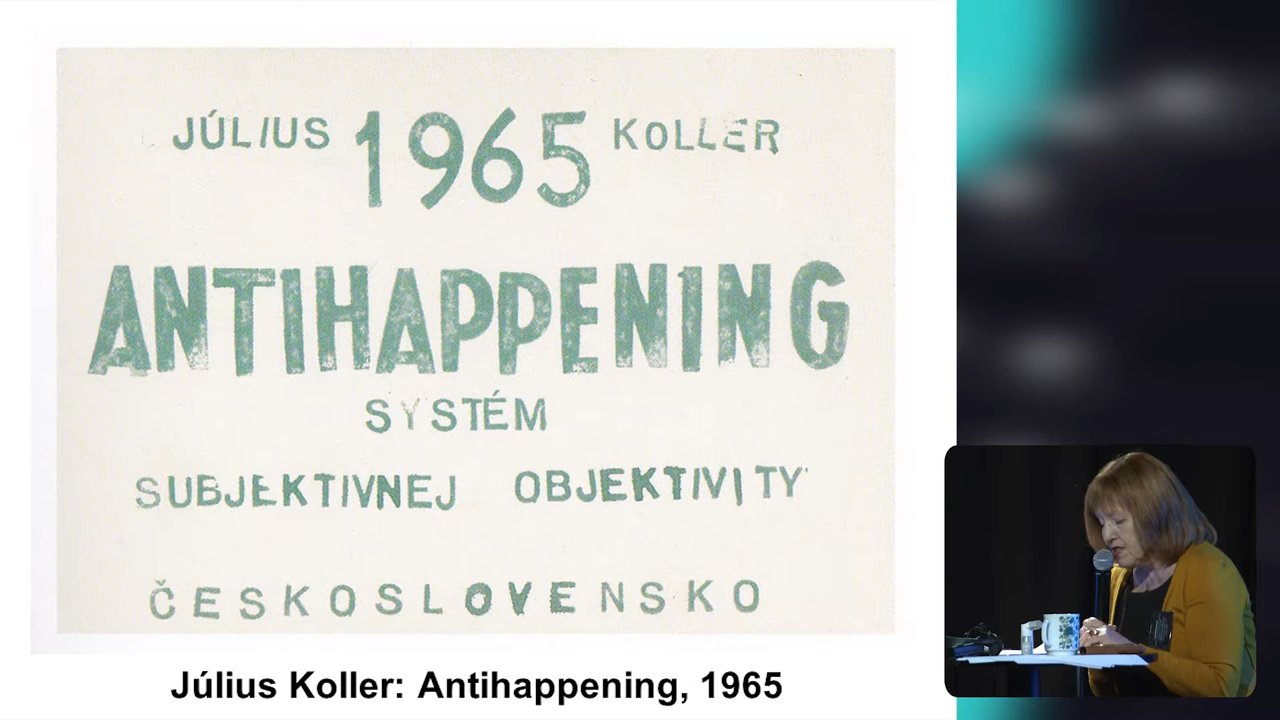 JÚLIUS 1965 KOLLER
ANTIHAPPENING
SYSTÉM
SUBJEKTIVNEJ OBJEKTIVITY
ČESKOSLOVENSKO
Július Koller: Antihappening, 1965